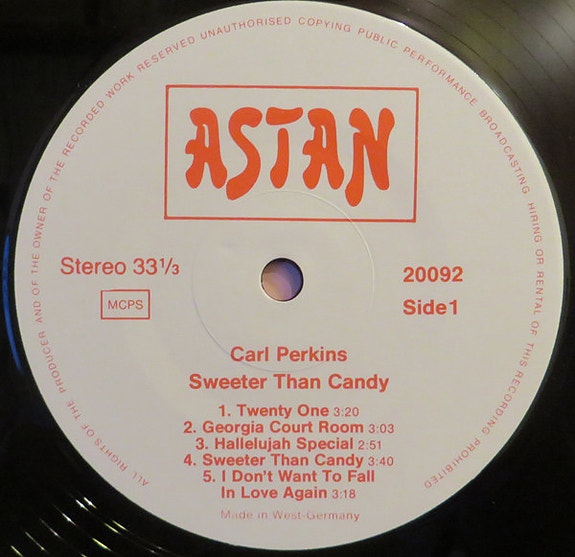 ALL RIGHTS OF THE PRODUCER AND OF THE OWNER OF THE RECORDED WORK RESERVED UNAUTHORISED COPYING PUBLIC PERFORMANCE BROADCASTING HIRING OR RENTAL OF THIS RECORDING PROHIBITED
ASTAN
Stereo 33 1/3
20092
MCPS
Side1
Carl Perkins
Sweeter Than Candy
1. Twenty One 3:20
2. Georgia Court Room 3:03
3. Hallelujah Special 2:51
4. Sweeter Than Candy 3:40
5. I Don't Want To Fall
In Love Again 3:18
Made in West-Germany